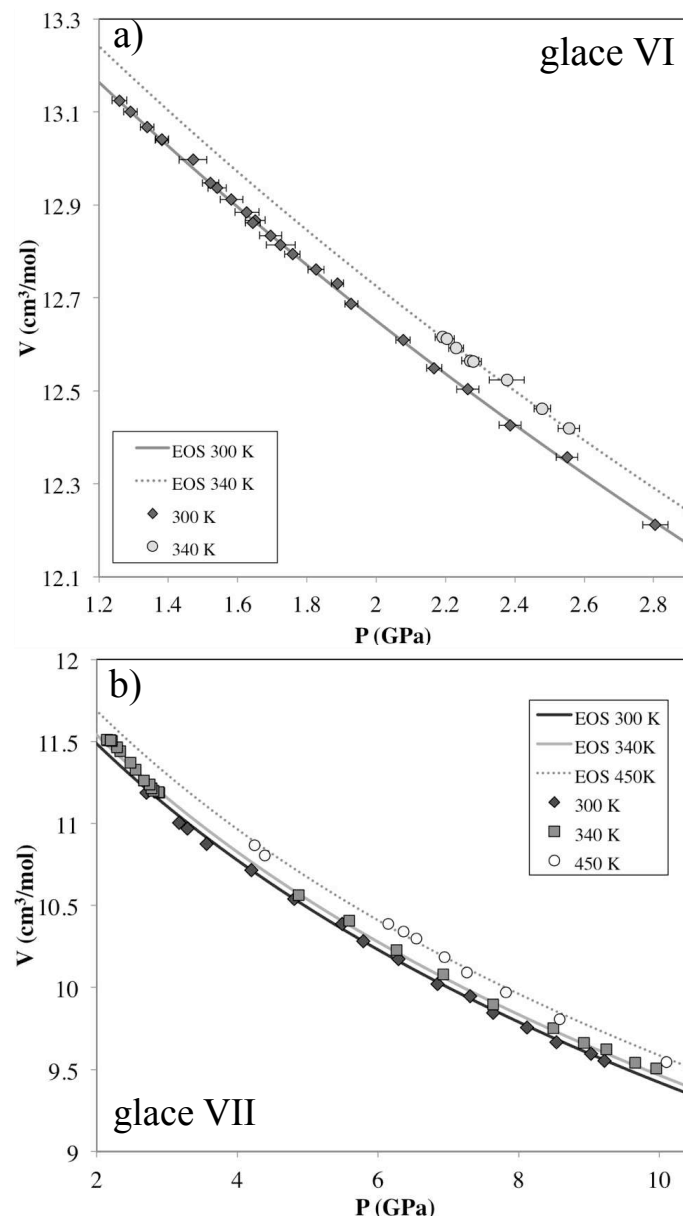 a)
glace VI
13.3
13.1
12.9
12.7
12.5
12.3
12.1
V (cm³/mol)
EOS 300 K
EOS 340 K
300 K
340 K
1.2 1.4 1.6 1.8 2 2.2 2.4 2.6 2.8
P (GPa)
b)
12
11.5
11
10.5
10
9.5
9
V (cm³/mol)
EOS 300 K
EOS 340K
EOS 450K
300 K
340 K
450 K
glace VII
2 4 6 8 10
P (GPa)